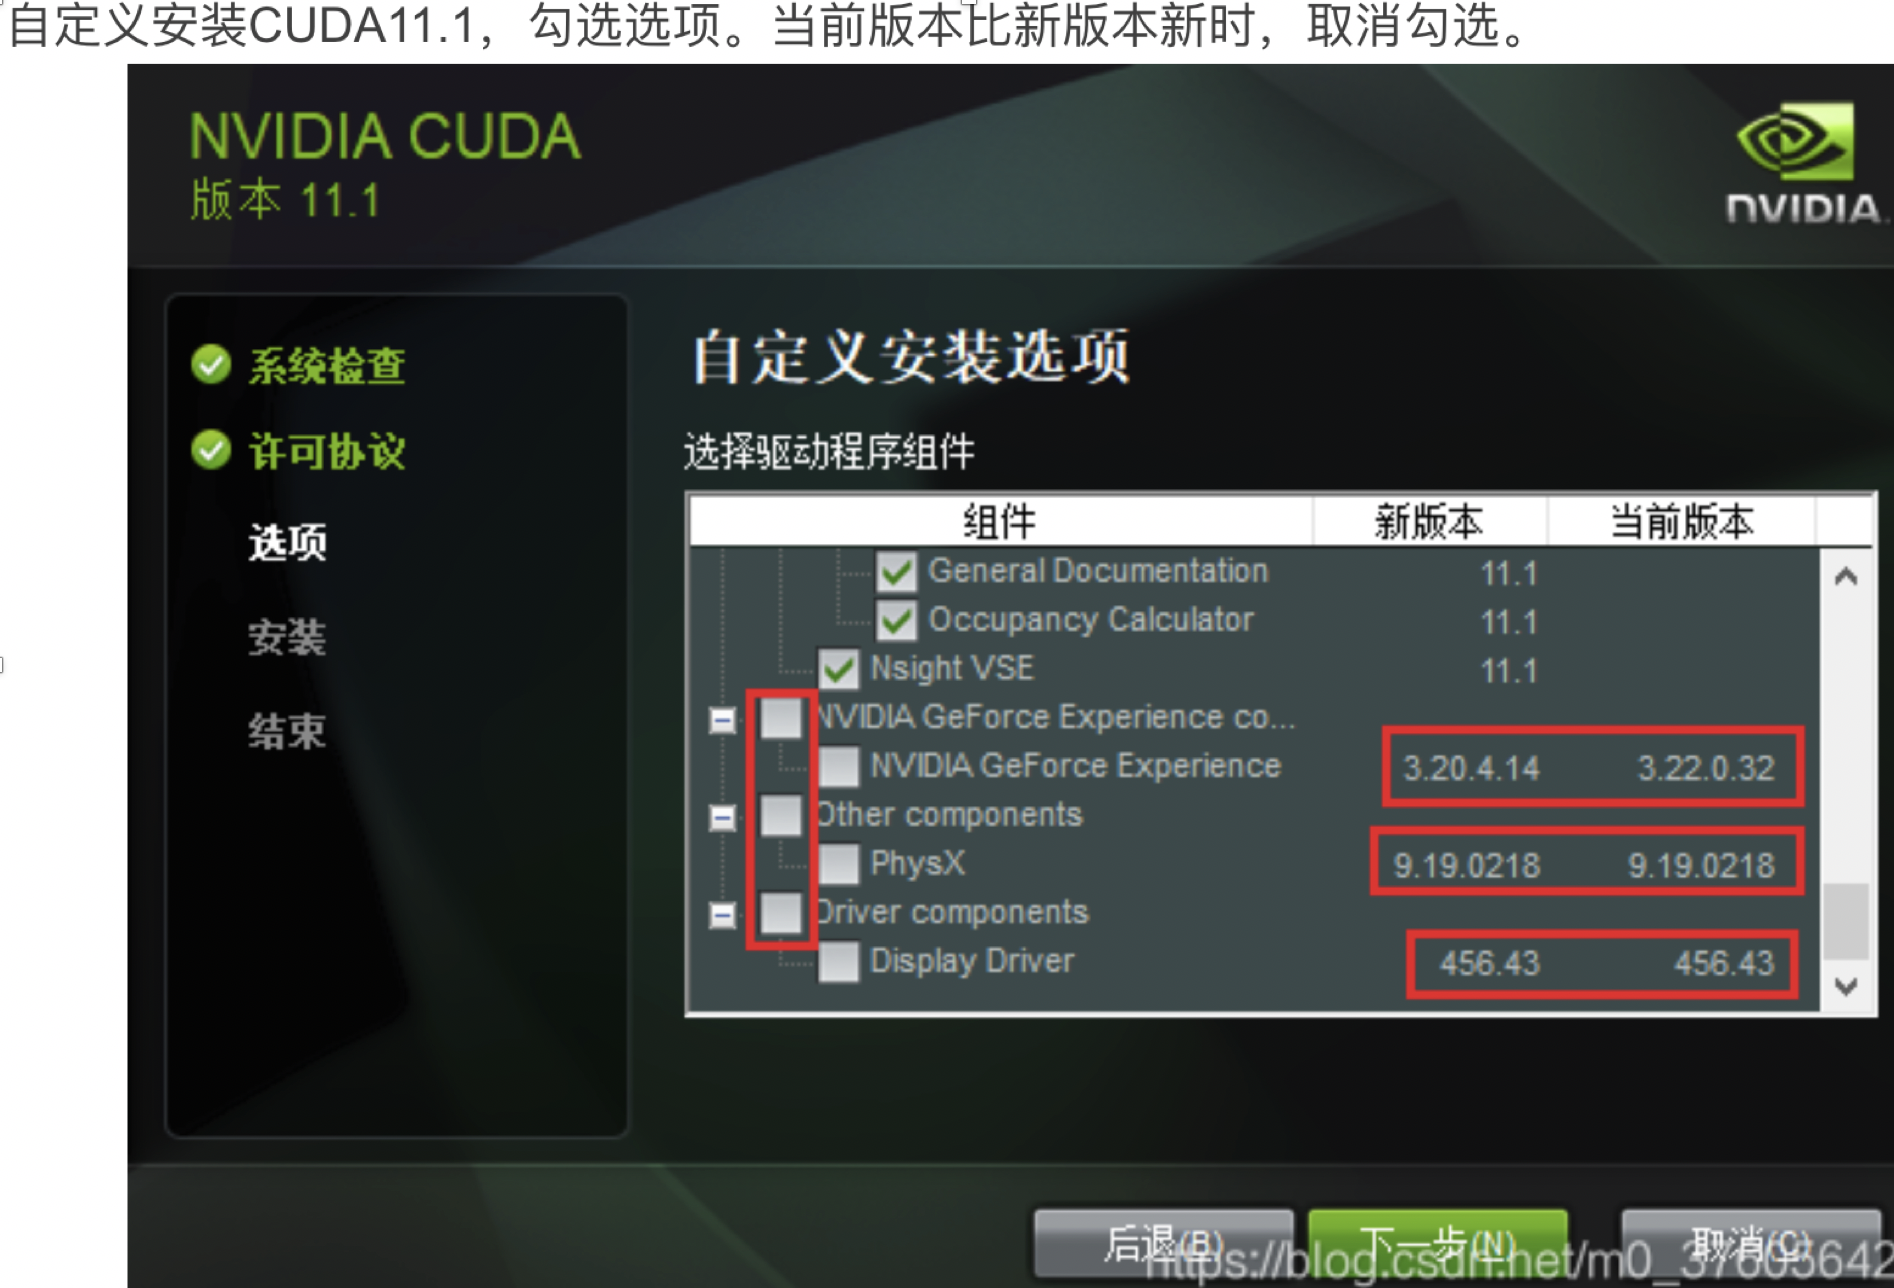 自定义安装CUDA11.1，勾选选项。当前版本比新版本新时，取消勾选。
NVIDIA CUDA
版本 11.1
NVIDIA.
系统检查
许可协议
选项
安装
结束
自定义安装选项
选择驱动程序组件
组件 新版本 当前版本
General Documentation 11.1
Occupancy Calculator 11.1
Nsight VSE 11.1
NVIDIA GeForce Experience co...
NVIDIA GeForce Experience 3.20.4.14 3.22.0.32
Other components
PhysX 9.19.0218 9.19.0218
Driver components
Display Driver 456.43 456.43
后退(B) 下一步(N) 取消(C)
https://blog.csdn.net/m0_37605642